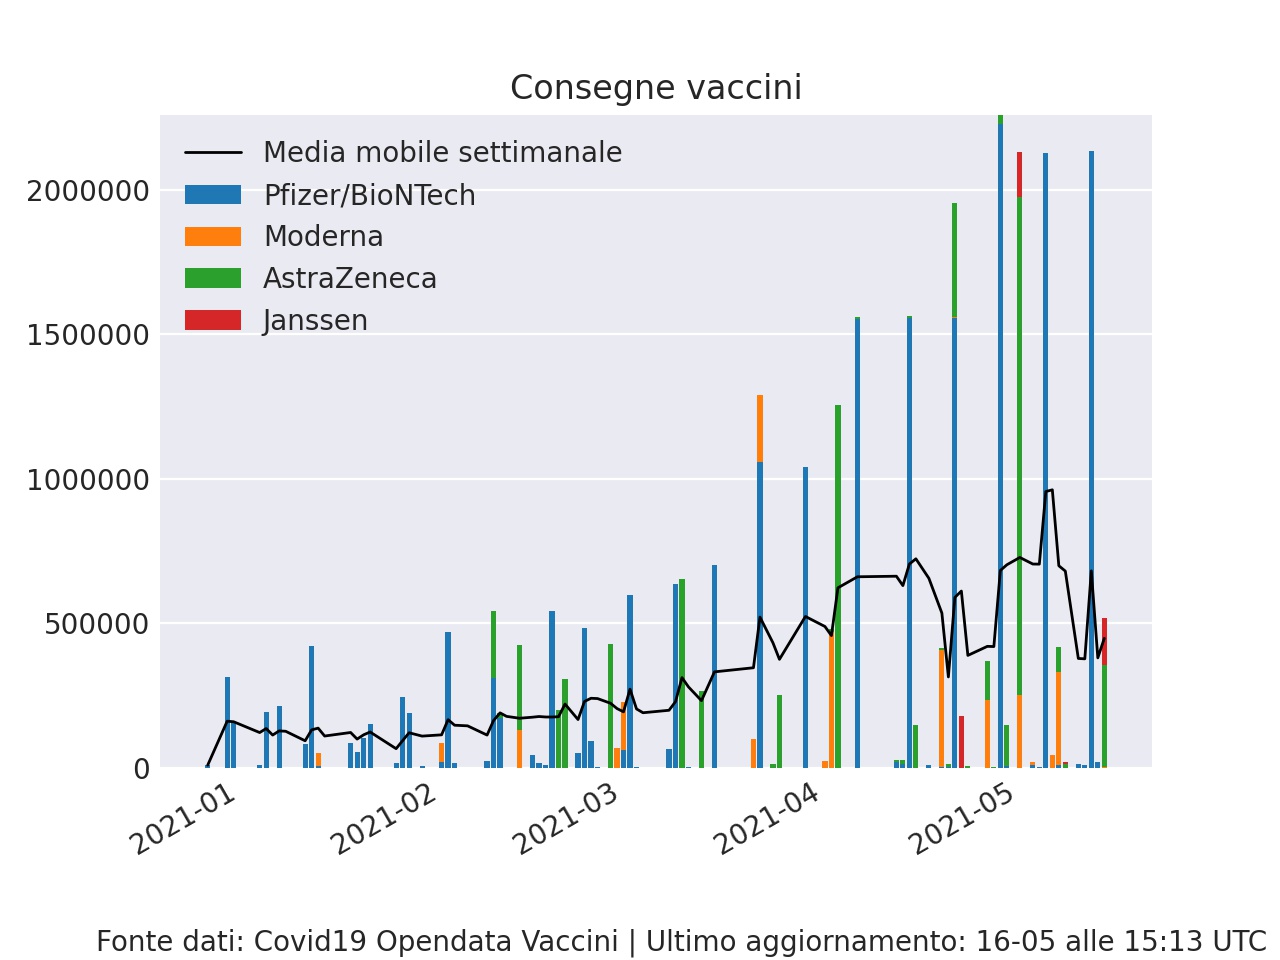 Consegne vaccini
Media mobile settimanale
Pfizer/BioNTech
Moderna
AstraZeneca
Janssen
2000000
1500000
1000000
500000
0
2021-01
2021-02
2021-03
2021-04
2021-05
Fonte dati: Covid19 Opendata Vaccini | Ultimo aggiornamento: 16-05 alle 15:13 UTC